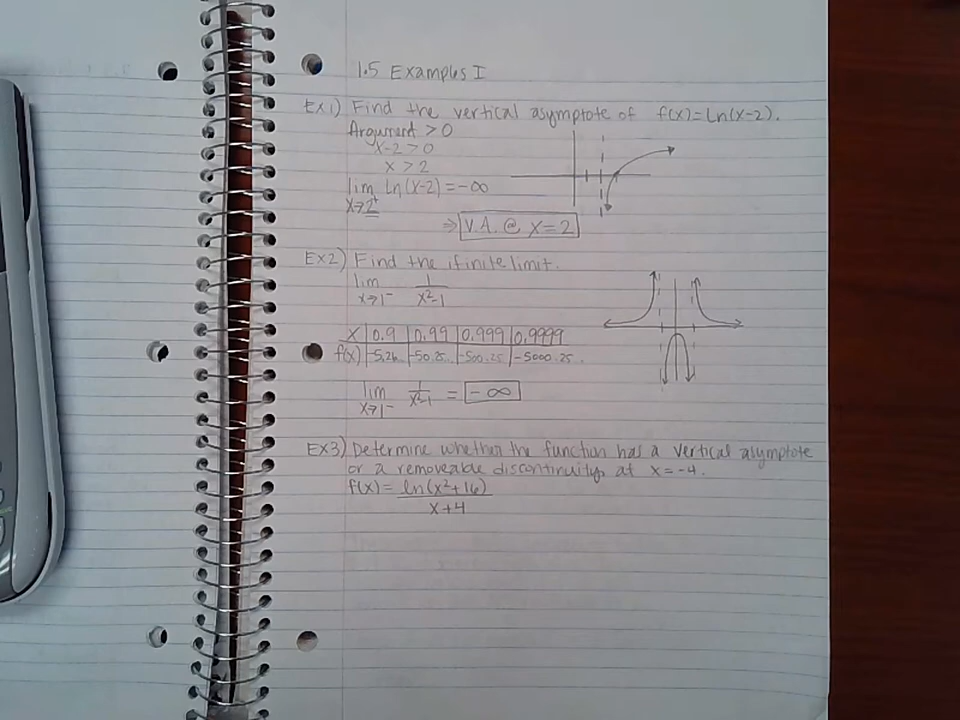 1.5 Examples I
Ex1) Find the vertical asymptote of f(x)=ln(x-2).
Argument > 0
x-2>0
x > 2
lim ln(x-2) = -∞
x→2⁺
⇒ V.A. @ x=2
Ex2) Find the ifinite limit.
lim 1/(x²-1)
x→1⁻
x | 0.9 | 0.99 | 0.999 | 0.9999
f(x) | -5.26 | -50.25 | -500.25 | -5000.25
lim 1/(x²-1) = -∞
x→1⁻
Ex3) Determine whether the function has a vertical asymptote
or a removeable discontinuity at x=-4.
f(x) = ln(x²+16)
x+4